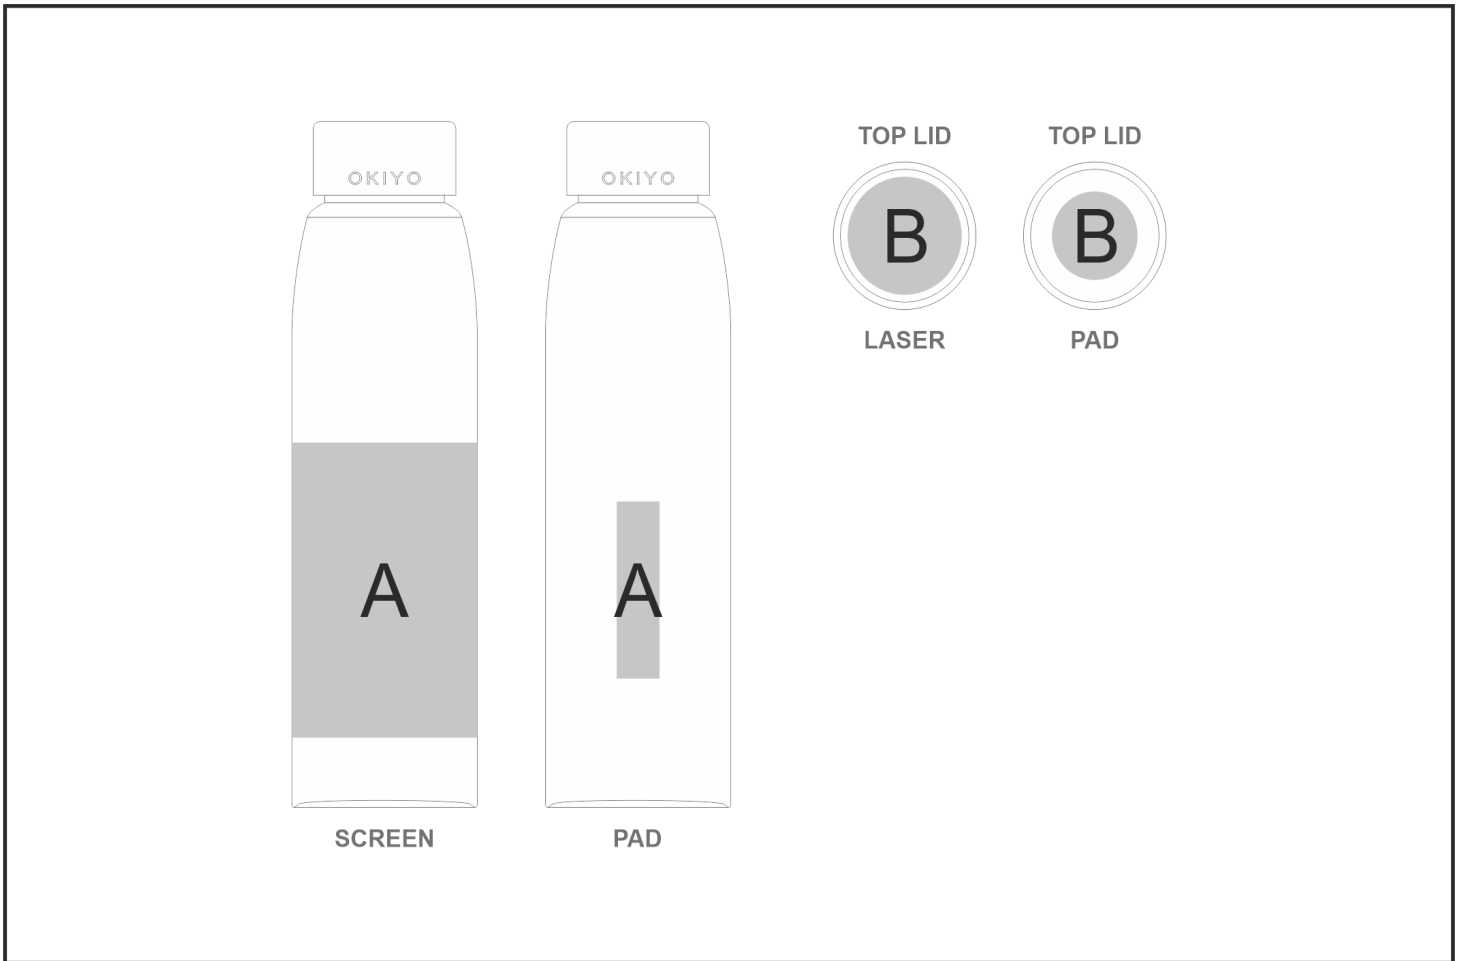 OKIYO
A
SCREEN
OKIYO
A
PAD
TOP LID
B
LASER
TOP LID
B
PAD